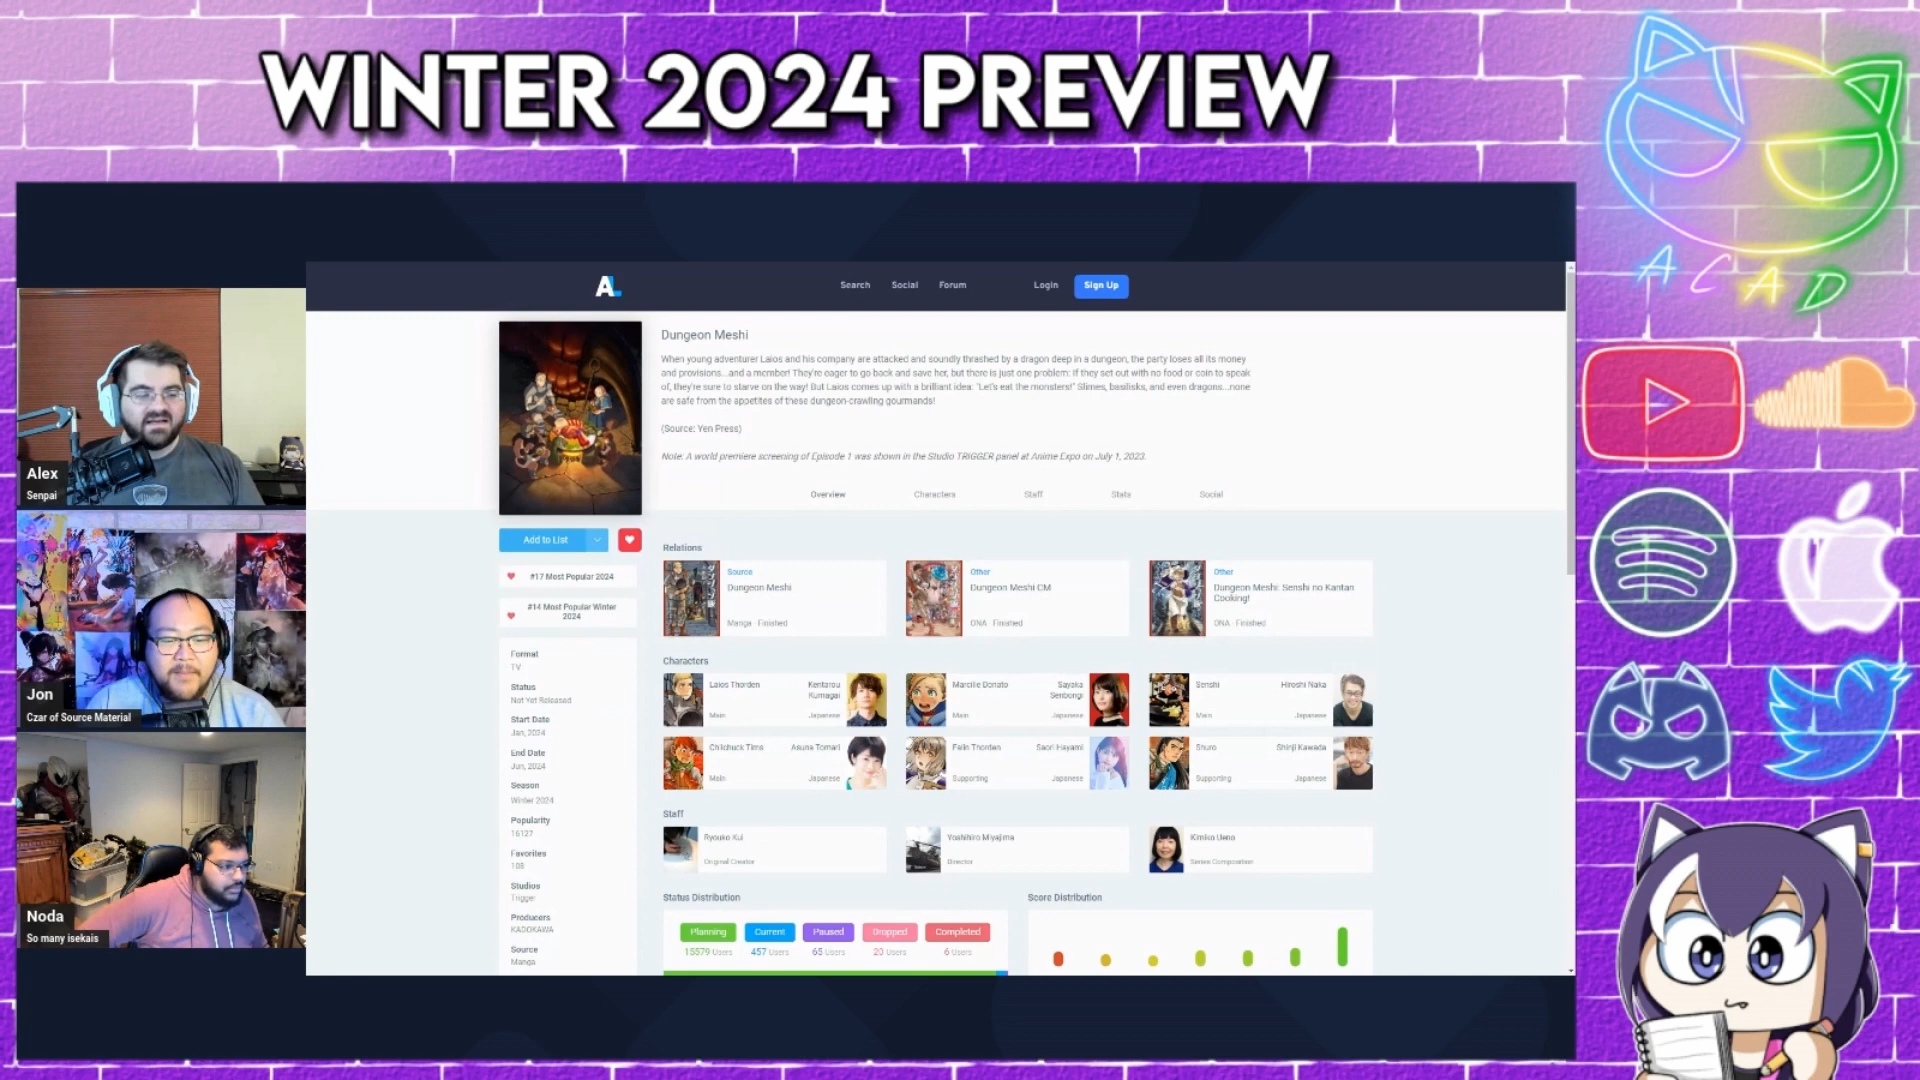 WINTER 2024 PREVIEW
ACAD
AL
Search
Social
Forum
Login
Sign Up
Dungeon Meshi
When young adventurer Laios and his company are attacked and soundly thrashed by a dragon deep in a dungeon, the party loses all its money
and provisions...and a member! They're eager to go back and save her, but there is just one problem: If they set out with no food or coin to speak
of, they're sure to starve on the way! But Laios comes up with a brilliant idea: "Let's eat the monsters!" Slimes, basilisks, and even dragons...none
are safe from the appetites of these dungeon-crawling gourmands!
(Source: Yen Press)
Note: A world premiere screening of Episode 1 was shown in the Studio TRIGGER panel at Anime Expo on July 1, 2023.
Overview
Characters
Staff
Stats
Social
Add to List
#17 Most Popular 2024
#14 Most Popular Winter
2024
Format
TV
Status
Not Yet Released
Start Date
Jan, 2024
End Date
Jun, 2024
Season
Winter 2024
Popularity
16127
Favorites
108
Studios
Trigger
Producers
KADOKAWA
Source
Manga
Relations
Source
Dungeon Meshi
Manga · Finished
Other
Dungeon Meshi CM
ONA · Finished
Other
Dungeon Meshi: Senshi no Kantan
Cooking!
ONA · Finished
Characters
Laios Thorden
Main
Kentarou
Kumagai
Japanese
Marcille Donato
Main
Sayaka
Senbongi
Japanese
Senshi
Main
Hiroshi Naka
Japanese
Chilchuck Tims
Main
Asuna Tomari
Japanese
Falin Thorden
Supporting
Saori Hayami
Japanese
Shuro
Supporting
Shinji Kawada
Japanese
Staff
Ryouko Kui
Original Creator
Yoshihiro Miyajima
Director
Kimiko Ueno
Series Composition
Status Distribution
Planning
15579 Users
Current
457 Users
Paused
65 Users
Dropped
20 Users
Completed
6 Users
Score Distribution
Alex
Senpai
Jon
Czar of Source Material
Noda
So many isekais